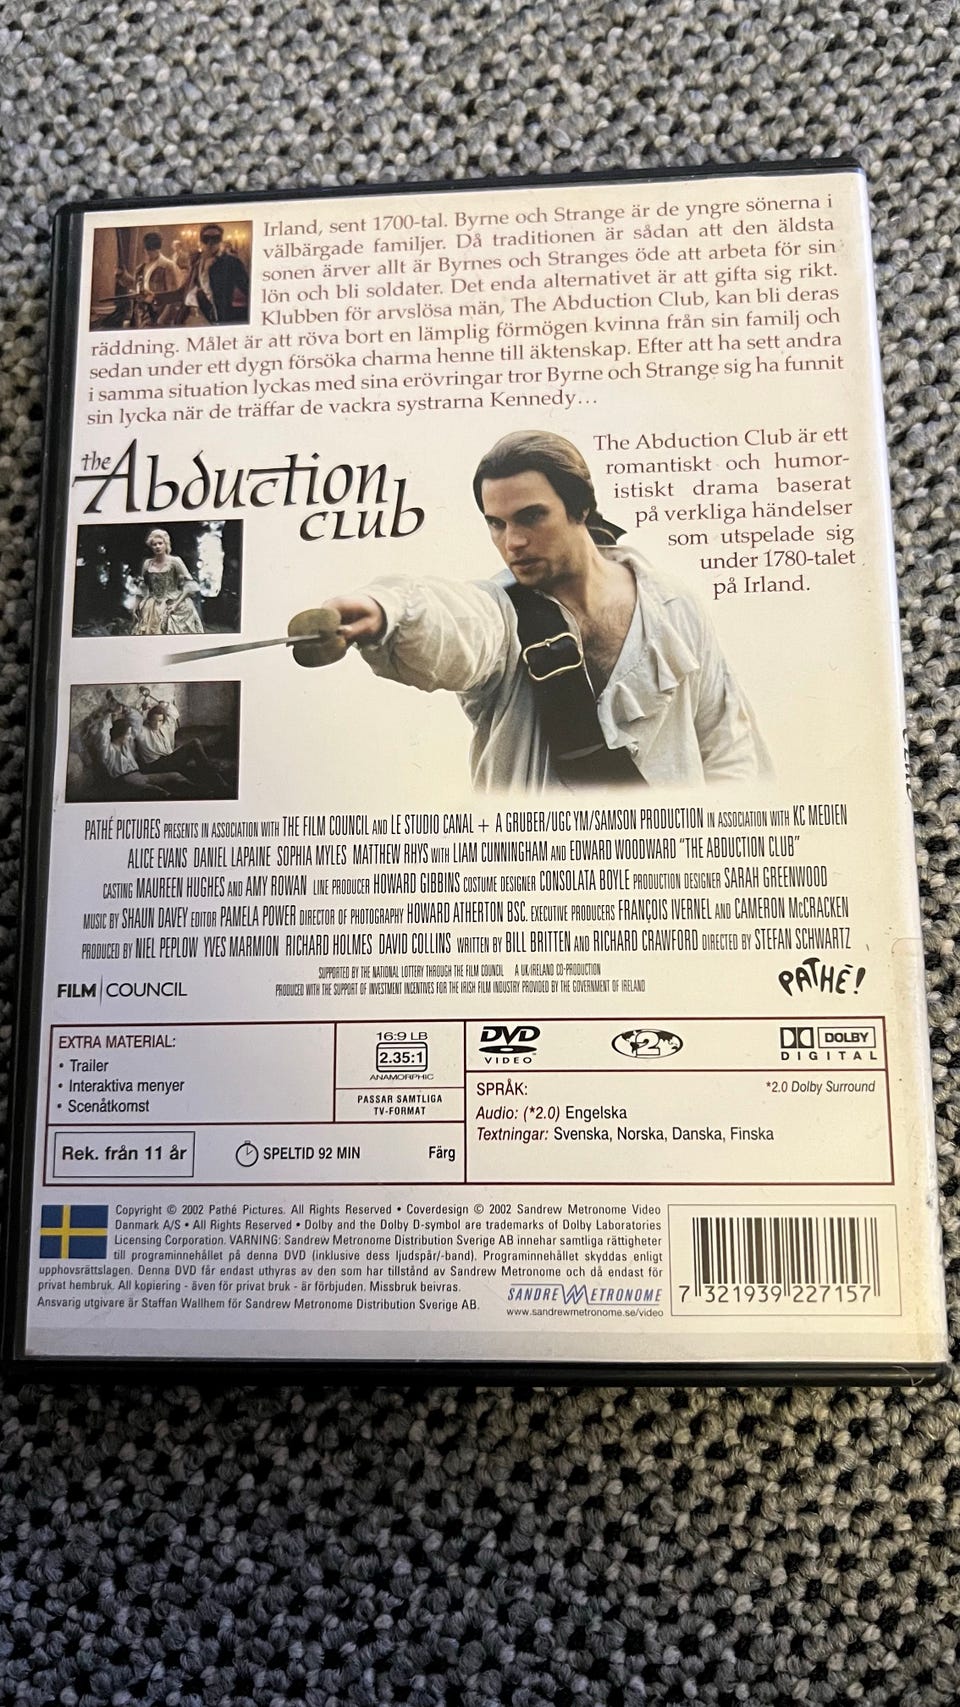 Irland, sent 1700-tal. Byrne och Strange är de yngre sönerna i
välbärgade familjer. Då traditionen är sådan att den äldsta
sonen ärver allt är Byrnes och Stranges öde att arbeta för sin
lön och bli soldater. Det enda alternativet är att gifta sig rikt.
Klubben för arvslösa män, The Abduction Club, kan bli deras
räddning. Målet är att röva bort en lämplig förmögen kvinna från sin familj och
sedan under ett dygn försöka charma henne till äktenskap. Efter att ha sett andra
i samma situation lyckas med sina erövringar tror Byrne och Strange sig ha funnit
sin lycka när de träffar de vackra systrarna Kennedy...
the Abduction
club
The Abduction Club är ett
romantiskt och humor-
istiskt drama baserat
på verkliga händelser
som utspelade sig
under 1780-talet
på Irland.
PATHÉ PICTURES PRESENTS IN ASSOCIATION WITH THE FILM COUNCIL AND LE STUDIO CANAL + A GRUBER/UGC YM/SAMSON PRODUCTION IN ASSOCIATION WITH KC MEDIEN
ALICE EVANS DANIEL LAPAINE SOPHIA MYLES MATTHEW RHYS WITH LIAM CUNNINGHAM AND EDWARD WOODWARD "THE ABDUCTION CLUB"
CASTING MAUREEN HUGHES AND AMY ROWAN LINE PRODUCER HOWARD GIBBINS COSTUME DESIGNER CONSOLATA BOYLE PRODUCTION DESIGNER SARAH GREENWOOD
MUSIC BY SHAUN DAVEY EDITOR PAMELA POWER DIRECTOR OF PHOTOGRAPHY HOWARD ATHERTON BSC. EXECUTIVE PRODUCERS FRANÇOIS IVERNEL AND CAMERON McCRACKEN
PRODUCED BY NIEL PEPLOW YVES MARMION RICHARD HOLMES DAVID COLLINS WRITTEN BY BILL BRITTEN AND RICHARD CRAWFORD DIRECTED BY STEFAN SCHWARTZ
SUPPORTED BY THE NATIONAL LOTTERY THROUGH THE FILM COUNCIL A UK/IRELAND CO-PRODUCTION
PRODUCED WITH THE SUPPORT OF INVESTMENT INCENTIVES FOR THE IRISH FILM INDUSTRY PROVIDED BY THE GOVERNMENT OF IRELAND
FILM COUNCIL
PATHÉ!
EXTRA MATERIAL:
• Trailer
• Interaktiva menyer
• Scenåtkomst
16:9 LB
2.35:1
ANAMORPHIC
PASSAR SAMTLIGA
TV-FORMAT
Rek. från 11 år
SPELTID 92 MIN
Färg
DVD
VIDEO
2
DOLBY
DIGITAL
SPRÅK:
*2.0 Dolby Surround
Audio: (*2.0) Engelska
Textningar: Svenska, Norska, Danska, Finska
Copyright © 2002 Pathé Pictures. All Rights Reserved • Coverdesign © 2002 Sandrew Metronome Video
Danmark A/S • All Rights Reserved • Dolby and the Dolby D-symbol are trademarks of Dolby Laboratories
Licensing Corporation. VARNING: Sandrew Metronome Distribution Sverige AB innehar samtliga rättigheter
till programinnehållet på denna DVD (inklusive dess ljudspår/-band). Programinnehållet skyddas enligt
upphovsrättslagen. Denna DVD får endast uthyras av den som har tillstånd av Sandrew Metronome och då endast för
privat hembruk. All kopiering - även för privat bruk - är förbjuden. Missbruk beivras.
Ansvarig utgivare är Staffan Wallhem för Sandrew Metronome Distribution Sverige AB.
SANDREW METRONOME
www.sandrewmetronome.se/video
7 321939 227157